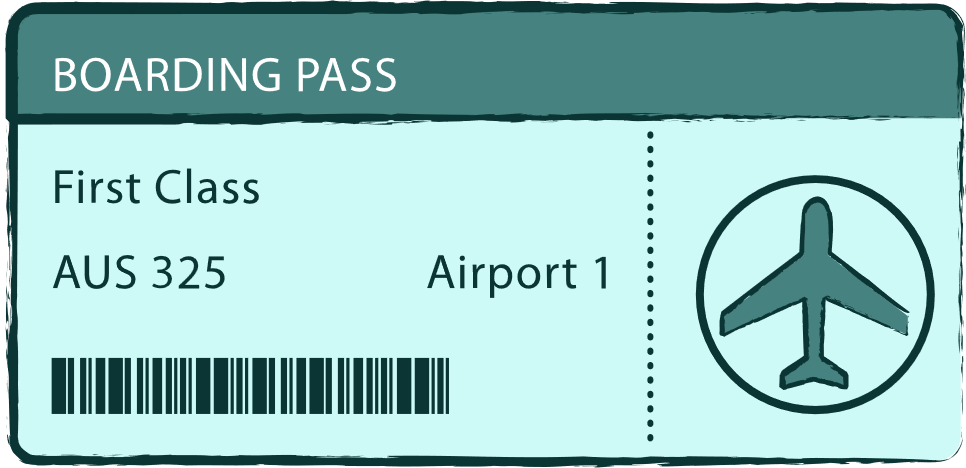 BOARDING PASS
First Class
AUS 325 Airport 1